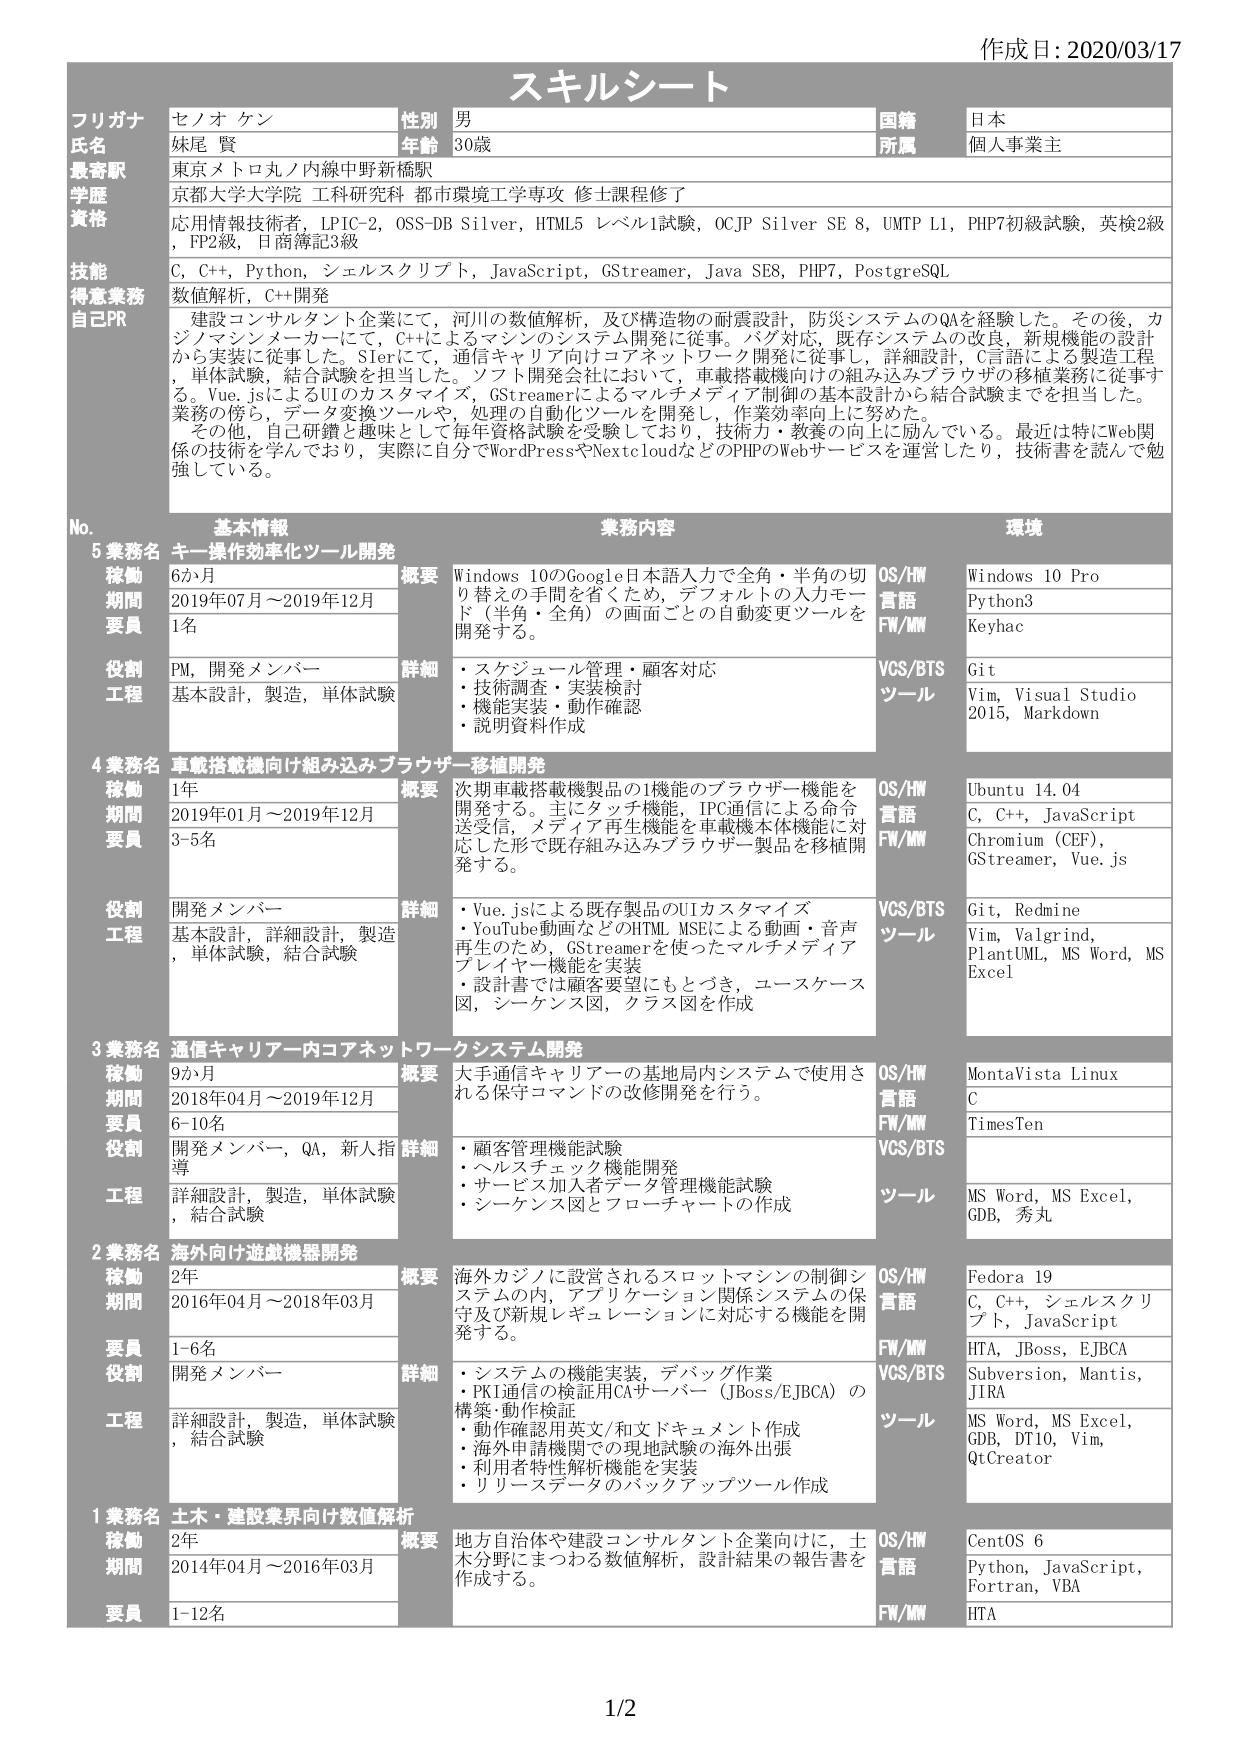 作成日: 2020/03/17
スキルシート
フリガナ セノオ ケン 性別 男 国籍 日本
氏名 妹尾 賢 年齢 30歳 所属 個人事業主
最寄駅 東京メトロ丸ノ内線中野新橋駅
学歴 京都大学大学院 工科研究科 都市環境工学専攻 修士課程修了
資格 応用情報技術者, LPIC-2, OSS-DB Silver, HTML5 レベル1試験, OCJP Silver SE 8, UMTP L1, PHP7初級試験, 英検2級
, FP2級, 日商簿記3級
技能 C, C++, Python, シェルスクリプト, JavaScript, GStreamer, Java SE8, PHP7, PostgreSQL
得意業務 数値解析, C++開発
自己PR 建設コンサルタント企業にて, 河川の数値解析, 及び構造物の耐震設計, 防災システムのQAを経験した。その後, カ
ジノマシンメーカーにて, C++によるマシンのシステム開発に従事。バグ対応, 既存システムの改良, 新規機能の設計
から実装に従事した。SIerにて, 通信キャリア向けコアネットワーク開発に従事し, 詳細設計, C言語による製造工程
, 単体試験, 結合試験を担当した。ソフト開発会社において, 車載搭載機向けの組み込みブラウザの移植業務に従事す
る。Vue.jsによるUIのカスタマイズ, GStreamerによるマルチメディア制御の基本設計から結合試験までを担当した。
業務の傍ら, データ変換ツールや, 処理の自動化ツールを開発し, 作業効率向上に努めた。
その他, 自己研鑽と趣味として毎年資格試験を受験しており, 技術力・教養の向上に励んでいる。最近は特にWeb関
係の技術を学んでおり, 実際に自分でWordPressやNextcloudなどのPHPのWebサービスを運営したり, 技術書を読んで勉
強している。
No. 基本情報 業務内容 環境
5 業務名 キー操作効率化ツール開発
稼働 6か月 概要 Windows 10のGoogle日本語入力で全角・半角の切 OS/HW Windows 10 Pro
期間 2019年07月～2019年12月 り替えの手間を省くため, デフォルトの入力モー 言語 Python3
要員 1名 ド（半角・全角）の画面ごとの自動変更ツールを FW/MW Keyhac
開発する。
役割 PM, 開発メンバー 詳細 ・スケジュール管理・顧客対応 VCS/BTS Git
工程 基本設計, 製造, 単体試験 ・技術調査・実装検討 ツール Vim, Visual Studio
・機能実装・動作確認 2015, Markdown
・説明資料作成
4 業務名 車載搭載機向け組み込みブラウザー移植開発
稼働 1年 概要 次期車載搭載機製品の1機能のブラウザー機能を OS/HW Ubuntu 14.04
期間 2019年01月～2019年12月 開発する。主にタッチ機能, IPC通信による命令 言語 C, C++, JavaScript
要員 3-5名 送受信, メディア再生機能を車載機本体機能に対 FW/MW Chromium (CEF),
応した形で既存組み込みブラウザー製品を移植開 GStreamer, Vue.js
発する。
役割 開発メンバー 詳細 ・Vue.jsによる既存製品のUIカスタマイズ VCS/BTS Git, Redmine
工程 基本設計, 詳細設計, 製造 ・YouTube動画などのHTML MSEによる動画・音声 ツール Vim, Valgrind,
, 単体試験, 結合試験 再生のため, GStreamerを使ったマルチメディア PlantUML, MS Word, MS
プレイヤー機能を実装 Excel
・設計書では顧客要望にもとづき, ユースケース
図, シーケンス図, クラス図を作成
3 業務名 通信キャリアー内コアネットワークシステム開発
稼働 9か月 概要 大手通信キャリアーの基地局内システムで使用さ OS/HW MontaVista Linux
期間 2018年04月～2019年12月 れる保守コマンドの改修開発を行う。 言語 C
要員 6-10名 FW/MW TimesTen
役割 開発メンバー, QA, 新人指 詳細 ・顧客管理機能試験 VCS/BTS
導 ・ヘルスチェック機能開発
工程 詳細設計, 製造, 単体試験 ・サービス加入者データ管理機能試験 ツール MS Word, MS Excel,
, 結合試験 ・シーケンス図とフローチャートの作成 GDB, 秀丸
2 業務名 海外向け遊戯機器開発
稼働 2年 概要 海外カジノに設営されるスロットマシンの制御シ OS/HW Fedora 19
期間 2016年04月～2018年03月 ステムの内, アプリケーション関係システムの保 言語 C, C++, シェルスクリ
守及び新規レギュレーションに対応する機能を開 プト, JavaScript
要員 1-6名 発する。 FW/MW HTA, JBoss, EJBCA
役割 開発メンバー 詳細 ・システムの機能実装, デバッグ作業 VCS/BTS Subversion, Mantis,
・PKI通信の検証用CAサーバー（JBoss/EJBCA）の JIRA
構築･動作検証
工程 詳細設計, 製造, 単体試験 ・動作確認用英文/和文ドキュメント作成 ツール MS Word, MS Excel,
, 結合試験 ・海外申請機関での現地試験の海外出張 GDB, DT10, Vim,
・利用者特性解析機能を実装 QtCreator
・リリースデータのバックアップツール作成
1 業務名 土木・建設業界向け数値解析
稼働 2年 概要 地方自治体や建設コンサルタント企業向けに, 土 OS/HW CentOS 6
期間 2014年04月～2016年03月 木分野にまつわる数値解析, 設計結果の報告書を 言語 Python, JavaScript,
作成する。 Fortran, VBA
要員 1-12名 FW/MW HTA
1/2